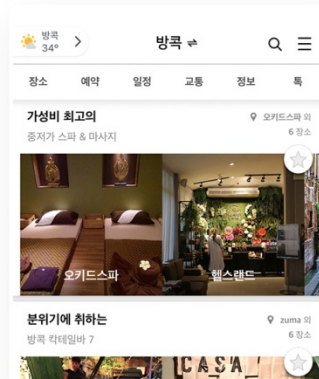 방콕
34°
방콕 ⇌
장소 예약 일정 교통 정보 톡
가성비 최고의
오키드스파 외
중저가 스파 & 마사지
6 장소
오키드스파
헬스랜드
분위기에 취하는
zuma 외
방콕 칵테일바 7
6 장소
CASA